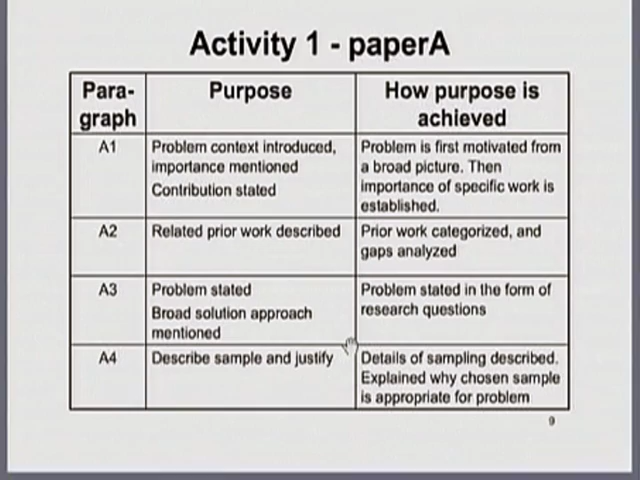 Activity 1 - paperA
Para-
graph
Purpose
How purpose is
achieved
A1
Problem context introduced,
importance mentioned
Contribution stated
Problem is first motivated from
a broad picture. Then
importance of specific work is
established.
A2
Related prior work described
Prior work categorized, and
gaps analyzed
A3
Problem stated
Broad solution approach
mentioned
Problem stated in the form of
research questions
A4
Describe sample and justify
Details of sampling described.
Explained why chosen sample
is appropriate for problem
9